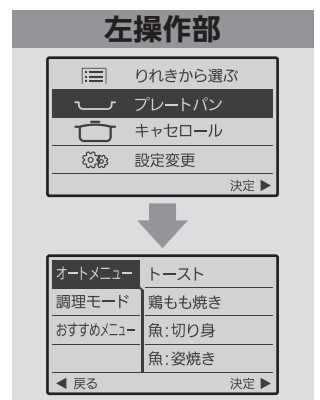 左操作部
りれきから選ぶ
プレートパン
キャセロール
設定変更
決定 ▶
オートメニュー トースト
調理モード 鶏もも焼き
おすすめメニュー 魚:切り身
魚:姿焼き
◀ 戻る 決定 ▶